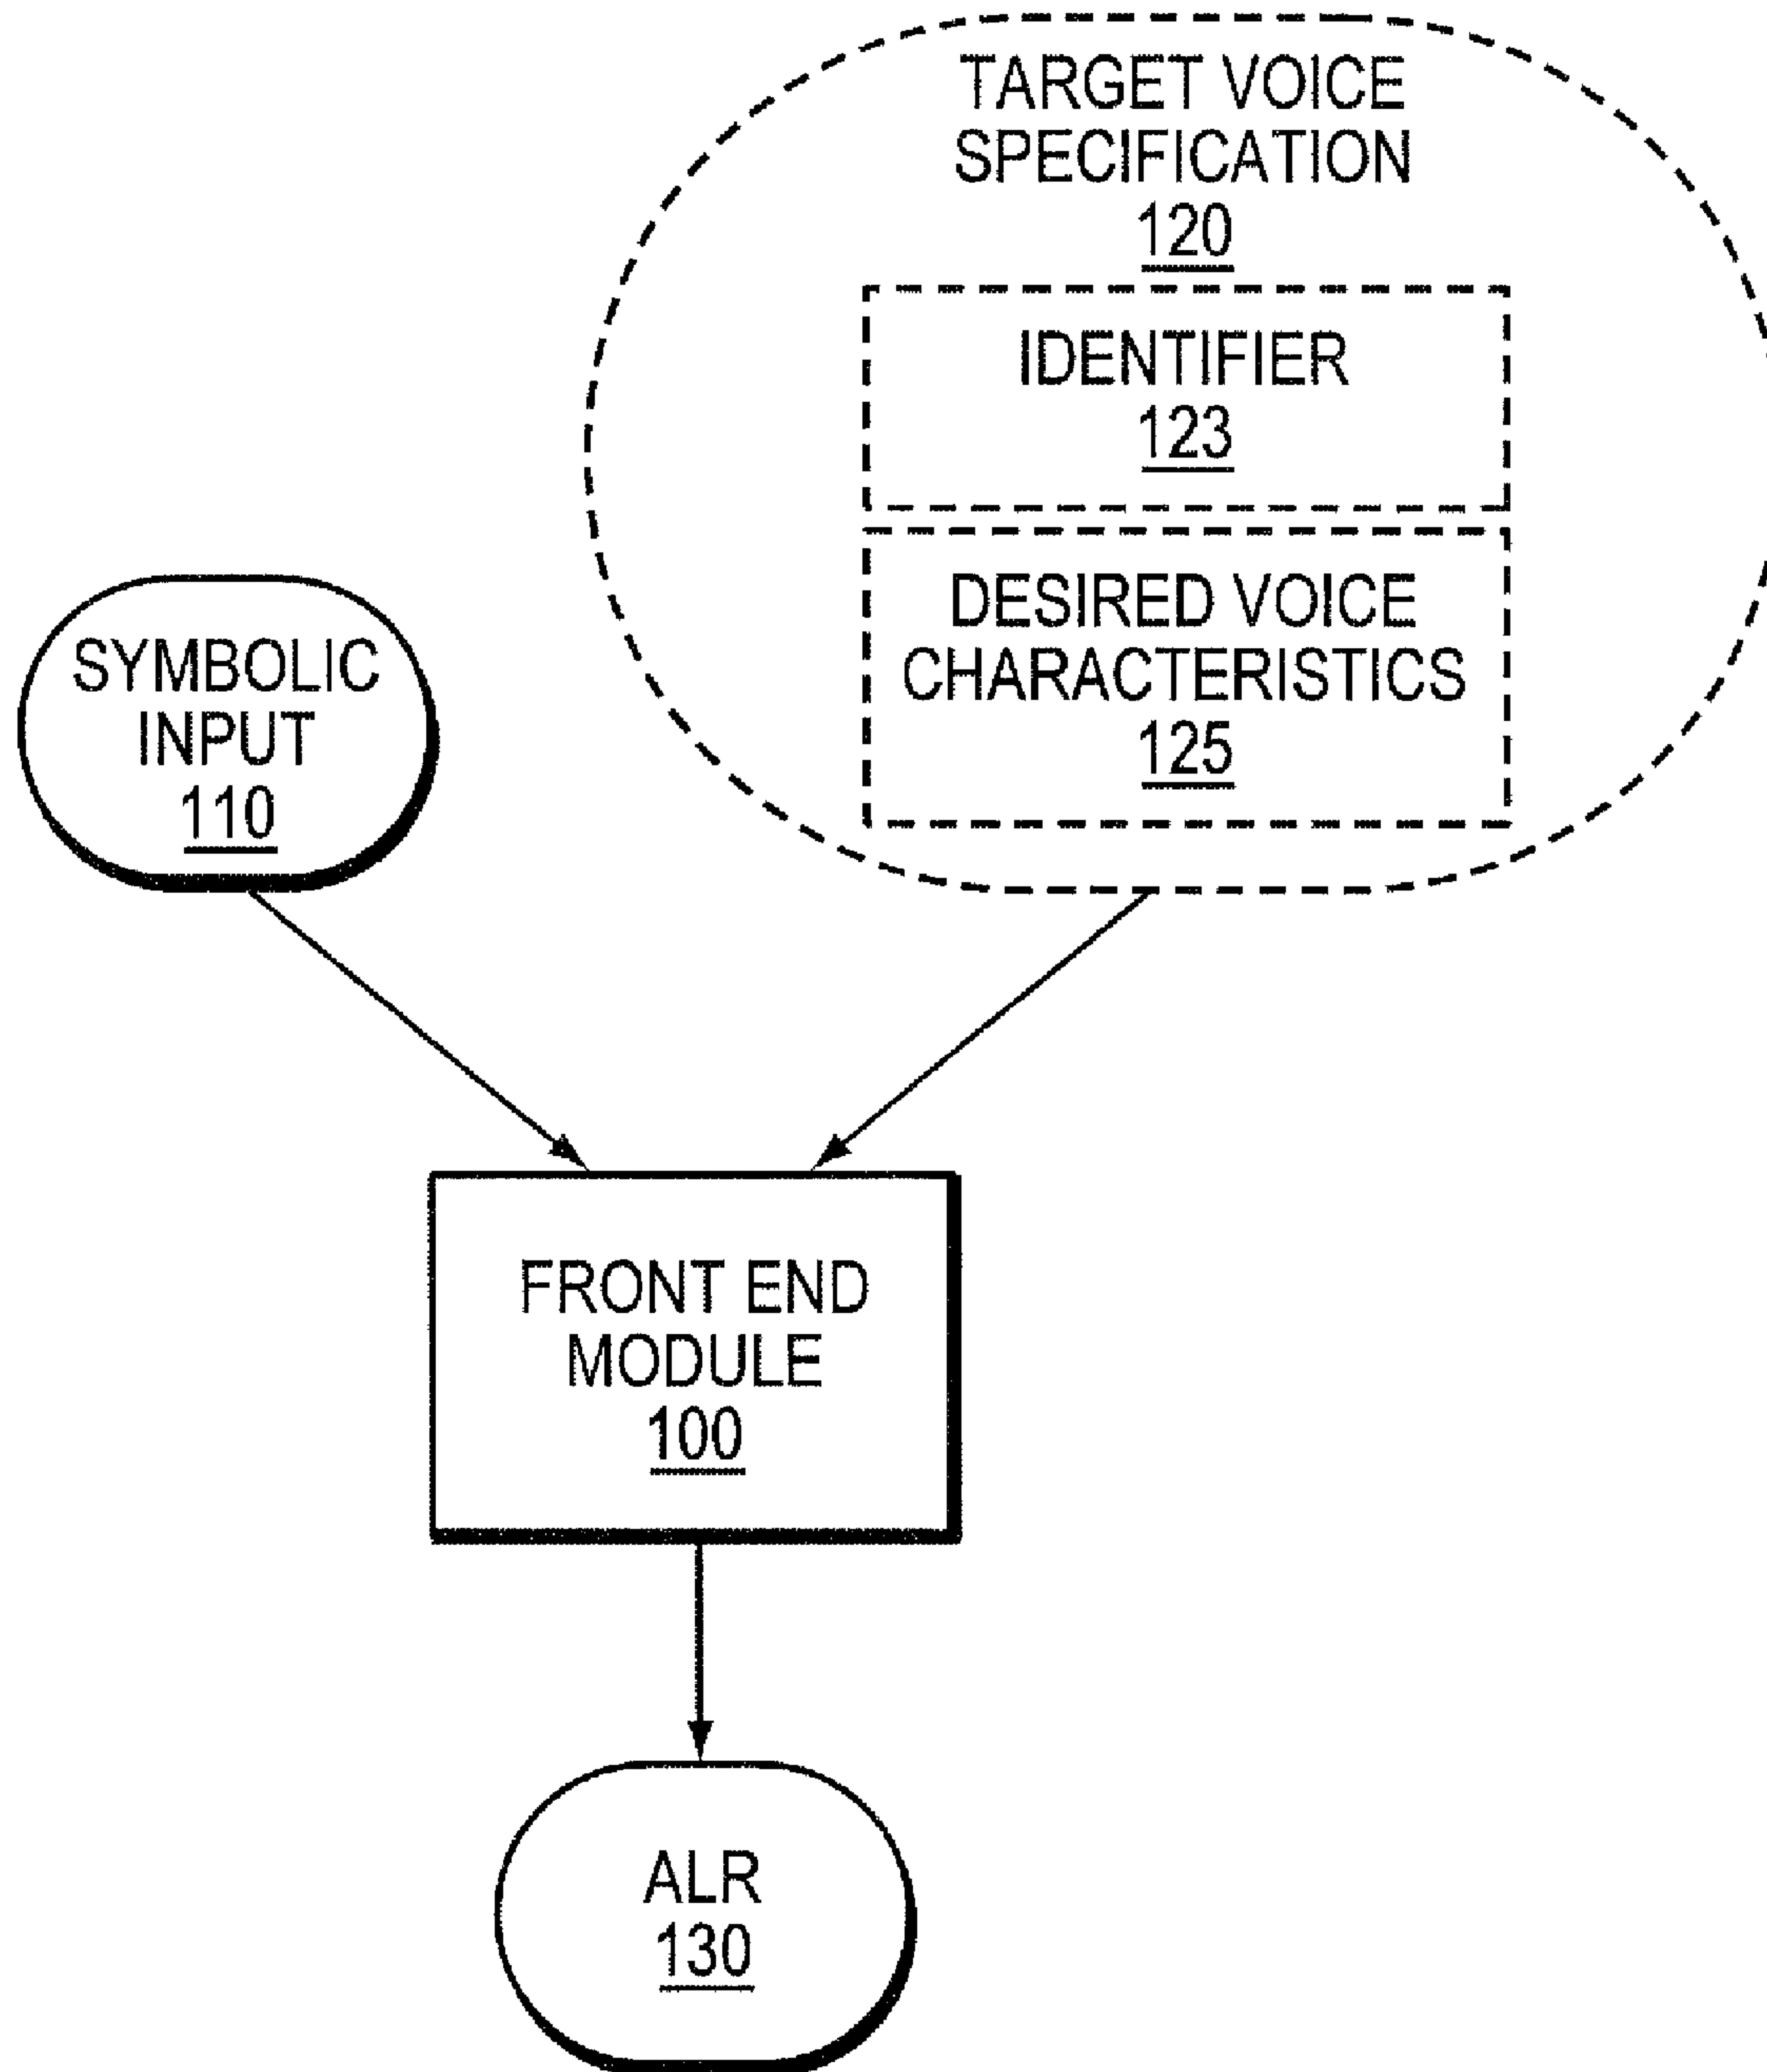 TARGET VOICE
SPECIFICATION
120
IDENTIFIER
123
DESIRED VOICE
CHARACTERISTICS
125
SYMBOLIC
INPUT
110
FRONT END
MODULE
100
ALR
130